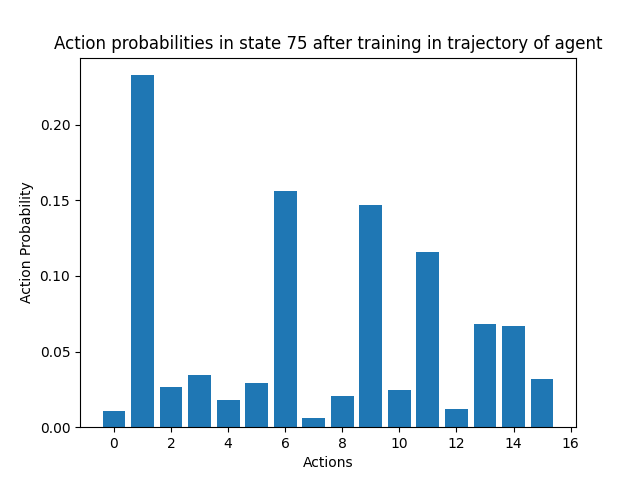 Action probabilities in state 75 after training in trajectory of agent
Action Probability
0.20
0.15
0.10
0.05
0.00
0 2 4 6 8 10 12 14 16
Actions